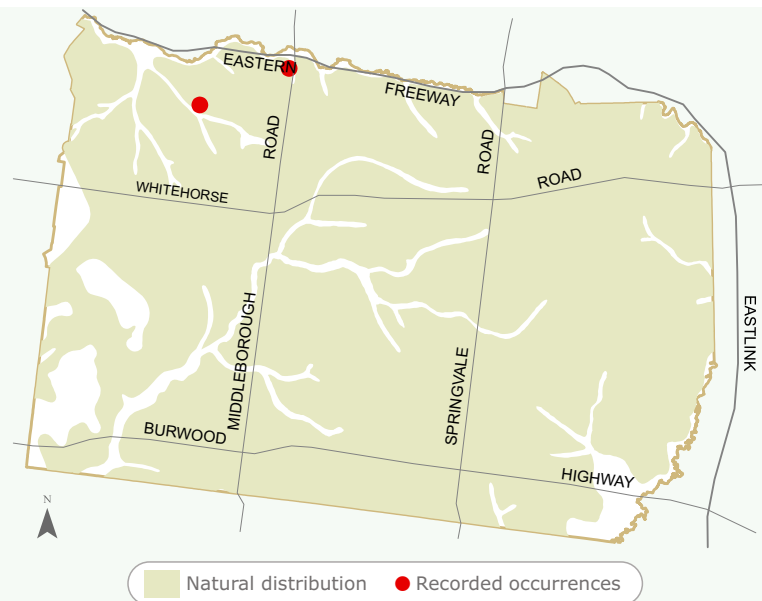 EASTERN
FREEWAY
ROAD
ROAD
ROAD
WHITEHORSE
MIDDLEBOROUGH
EASTLINK
SPRINGVALE
BURWOOD
HIGHWAY
N
Natural distribution
Recorded occurrences